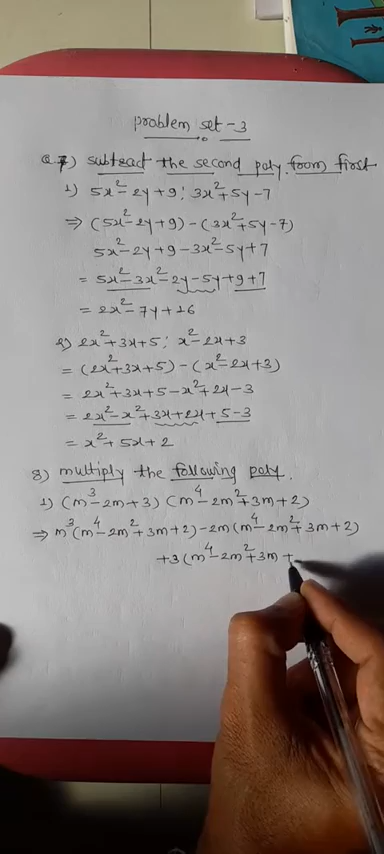 problem set - 3
Q.7) subtract the second poly. from first
1) 5x² - 2y + 9 ; 3x² + 5y - 7
⇒ (5x² - 2y + 9) - (3x² + 5y - 7)
5x² - 2y + 9 - 3x² - 5y + 7
= 5x² - 3x² - 2y - 5y + 9 + 7
= 2x² - 7y + 16
2) 2x² + 3x + 5 ; x² - 2x + 3
= (2x² + 3x + 5) - (x² - 2x + 3)
= 2x² + 3x + 5 - x² + 2x - 3
= 2x² - x² + 3x + 2x + 5 - 3
= x² + 5x + 2
8) multiply the following poly.
1) (m³ - 2m + 3) (m⁴ - 2m² + 3m + 2)
⇒ m³(m⁴ - 2m² + 3m + 2) - 2m(m⁴ - 2m² + 3m + 2)
+3(m⁴ - 2m² + 3m +